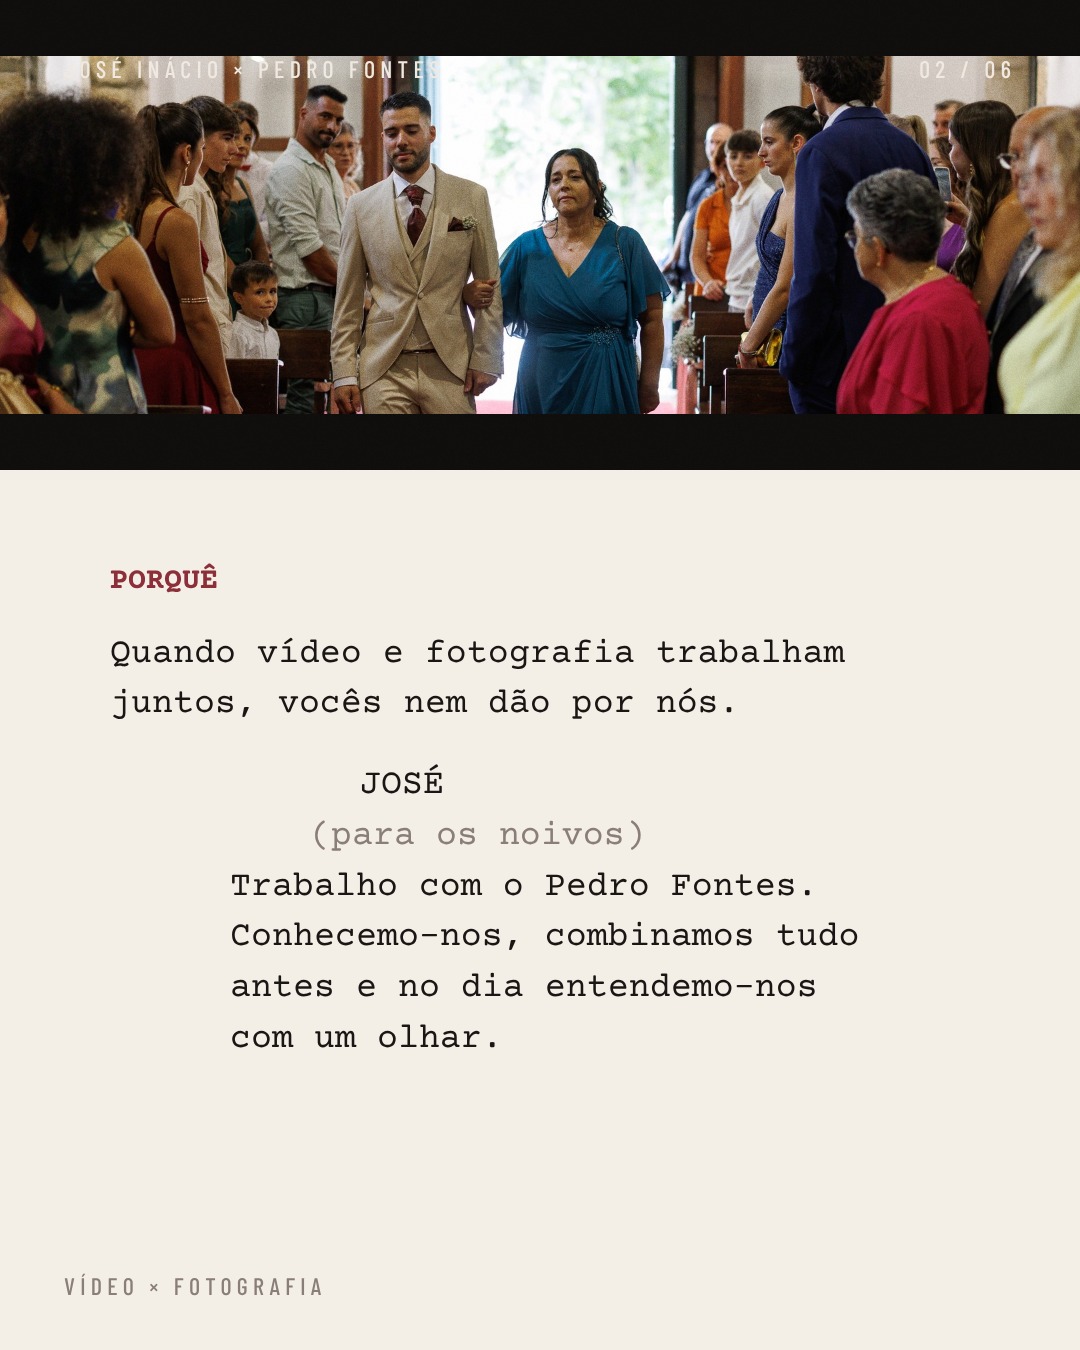 JOSÉ INÁCIO × PEDRO FONTES
02 / 06
PORQUÊ
Quando vídeo e fotografia trabalham
juntos, vocês nem dão por nós.
JOSÉ
(para os noivos)
Trabalho com o Pedro Fontes.
Conhecemo-nos, combinamos tudo
antes e no dia entendemo-nos
com um olhar.
VÍDEO × FOTOGRAFIA